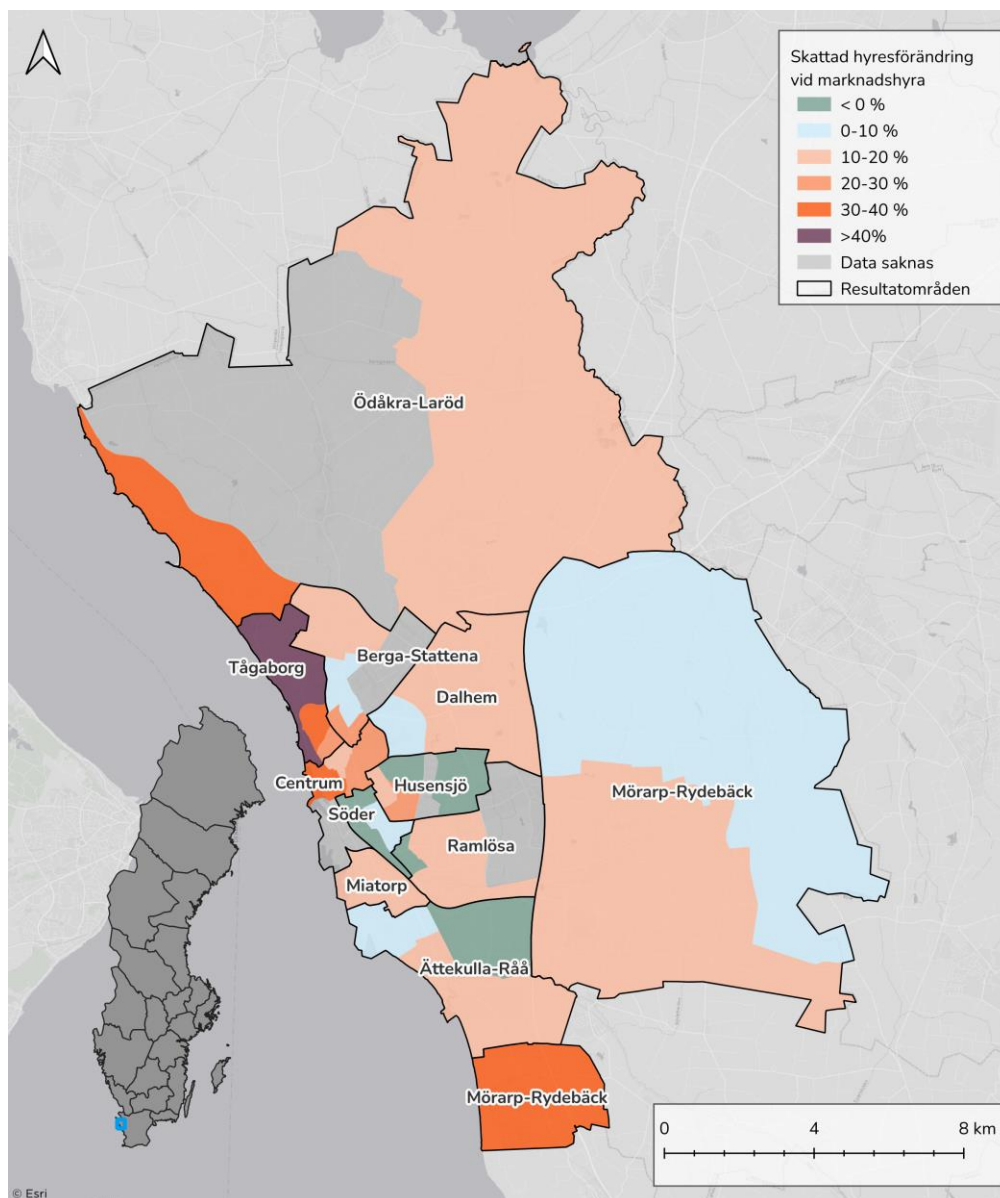 Skattad hyresförändring
vid marknadshyra
< 0 %
0-10 %
10-20 %
20-30 %
30-40 %
>40%
Data saknas
Resultatområden
Ödåkra-Laröd
Berga-Stattena
Tågaborg
Dalhem
Centrum
Husensjö
Mörarp-Rydebäck
Söder
Ramlösa
Miatorp
Ättekulla-Råå
Mörarp-Rydebäck
0 4 8 km
© Esri